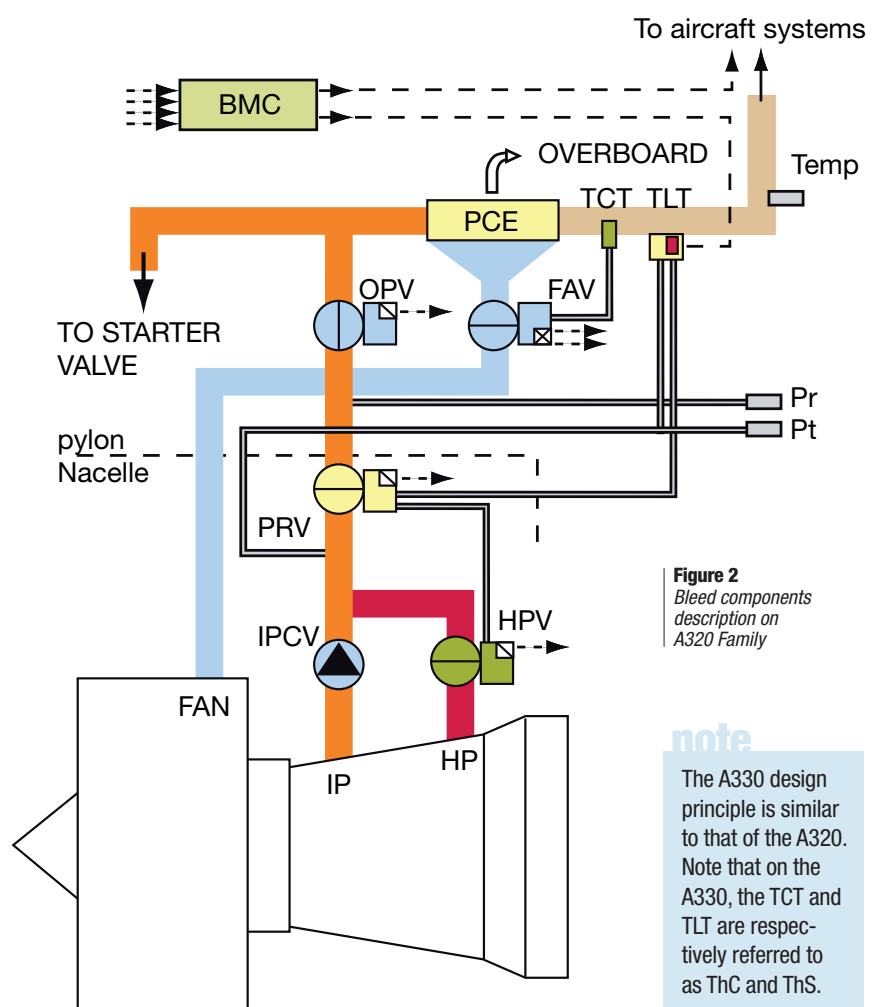 To aircraft systems
BMC
OVERBOARD
Temp
TCT
TLT
PCE
OPV
FAV
TO STARTER
VALVE
Pr
Pt
pylon
Nacelle
PRV
Figure 2
Bleed components
description on
A320 Family
IPCV
HPV
FAN
IP
HP
note
The A330 design
principle is similar
to that of the A320.
Note that on the
A330, the TCT and
TLT are respec-
tively referred to
as ThC and ThS.